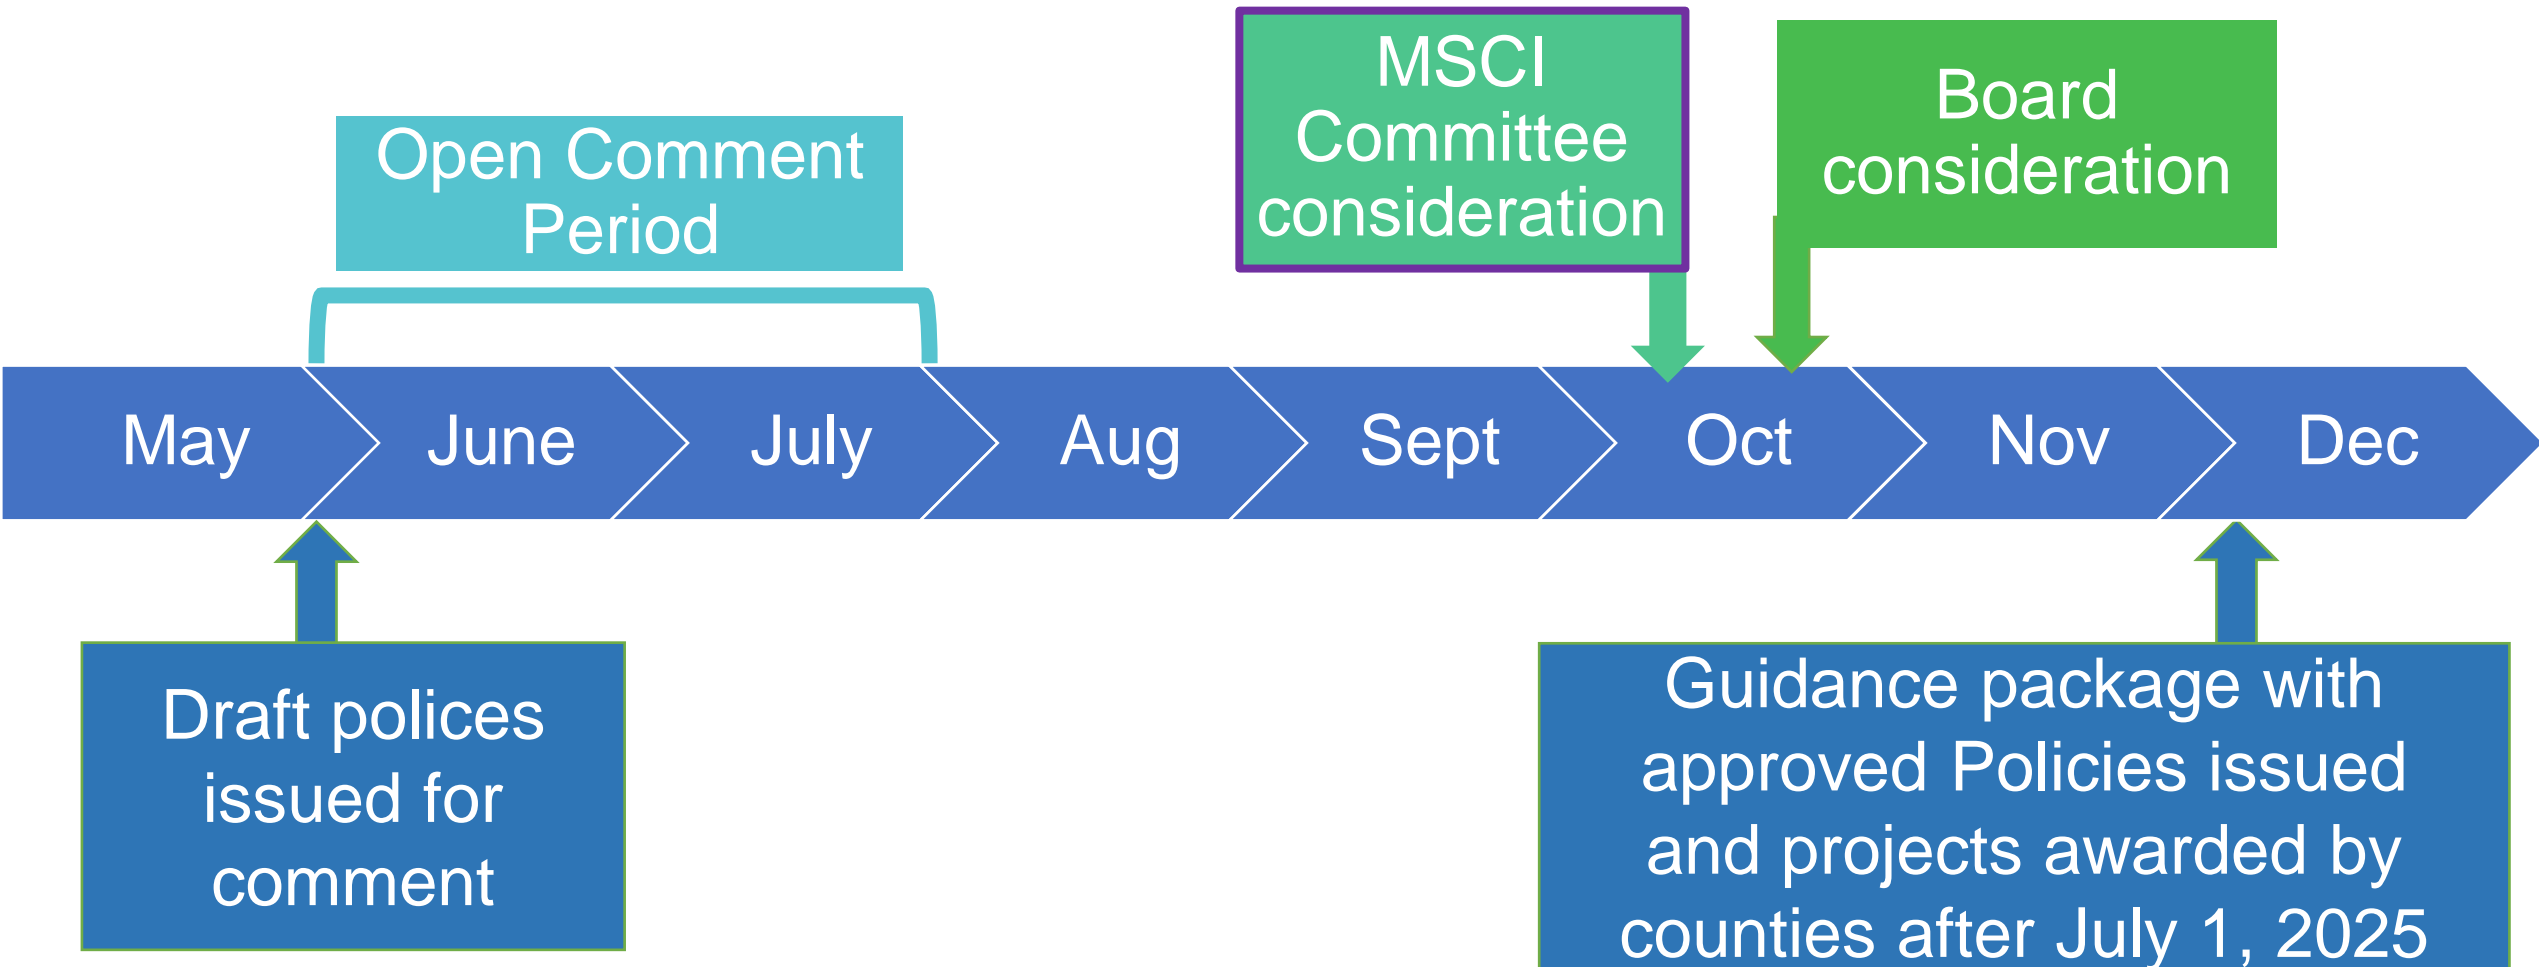 MSCI
Committee
consideration
Board
consideration
Open Comment
Period
May
June
July
Aug
Sept
Oct
Nov
Dec
Draft polices
issued for
comment
Guidance package with
approved Policies issued
and projects awarded by
counties after July 1, 2025